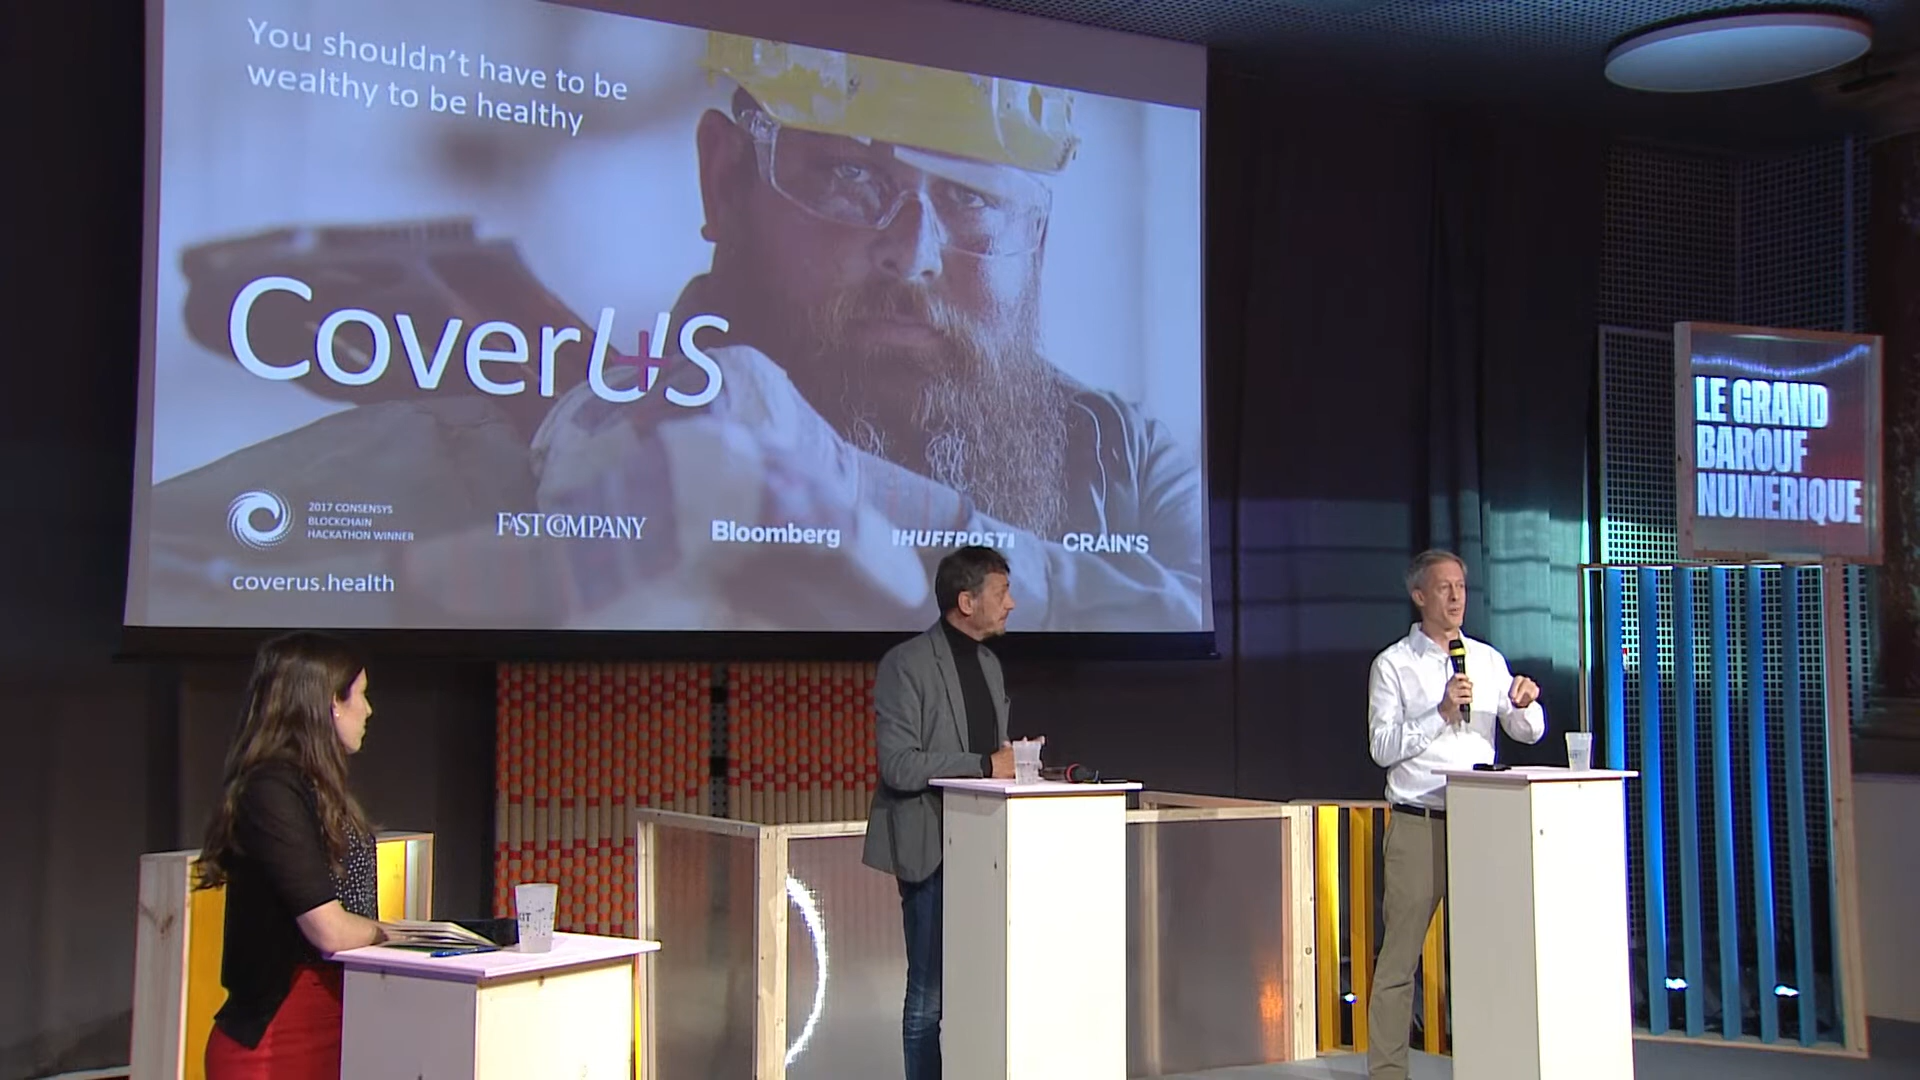 You shouldn't have to be
wealthy to be healthy
CoverUS
2017 CONSENSYS
BLOCKCHAIN
HACKATHON WINNER
FAST COMPANY
Bloomberg
HUFFPOST
CRAIN'S
coverus.health
LE GRAND
BAROUF
NUMÉRIQUE